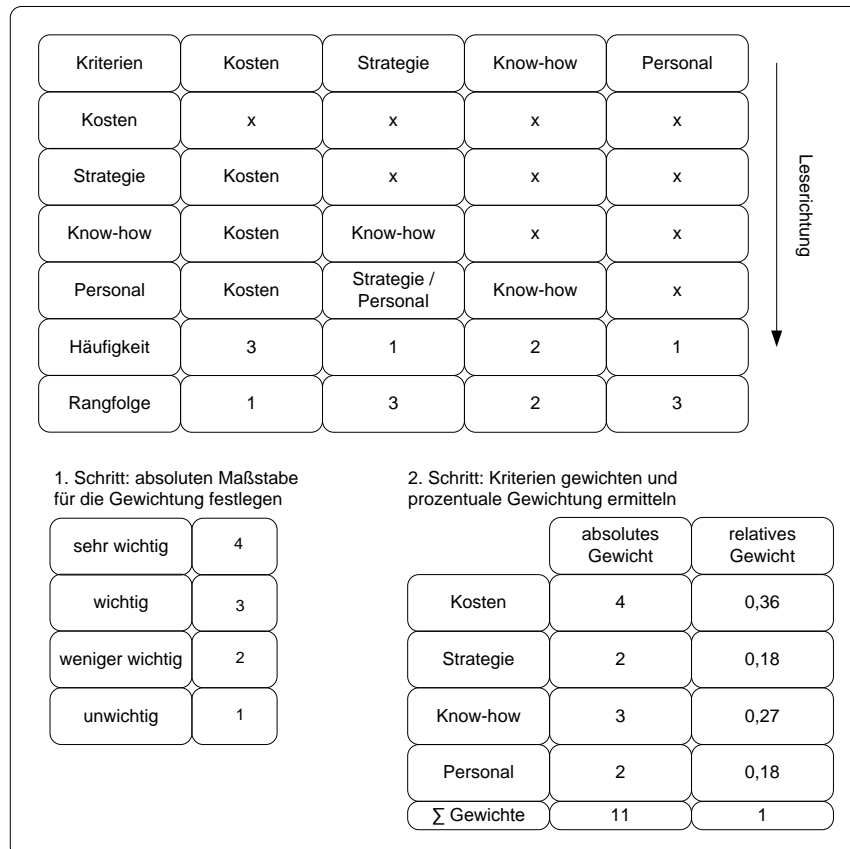 Kriterien Kosten Strategie Know-how Personal
Kosten x x x x
Strategie Kosten x x x
Know-how Kosten Know-how x x
Personal Kosten Strategie / Personal Know-how x
Häufigkeit 3 1 2 1
Rangfolge 1 3 2 3
Leserichtung
1. Schritt: absoluten Maßstabe
für die Gewichtung festlegen
sehr wichtig 4
wichtig 3
weniger wichtig 2
unwichtig 1
2. Schritt: Kriterien gewichten und
prozentuale Gewichtung ermitteln
absolutes Gewicht relatives Gewicht
Kosten 4 0,36
Strategie 2 0,18
Know-how 3 0,27
Personal 2 0,18
∑ Gewichte 11 1